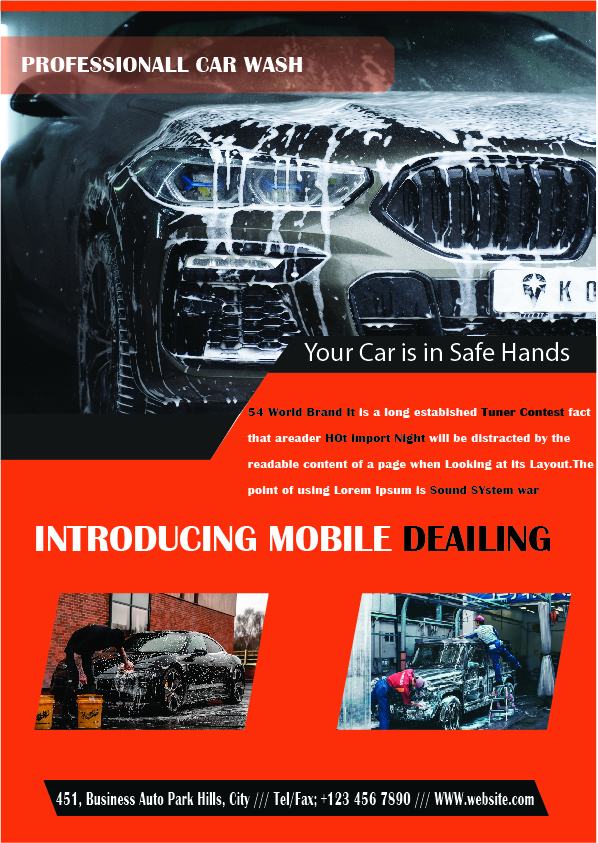 PROFESSIONALL CAR WASH
KO
Your Car is in Safe Hands
54 World Brand it is a long estabished Tuner Contest fact
that areader HOt import Night will be distracted by the
readable content of a page when Looking at its Layout.The
point of using Lorem Ipsum is Sound SYstem war
INTRODUCING MOBILE DEAILING
451, Business Auto Park Hills, City /// Tel/Fax; +123 456 7890 /// WWW.website.com